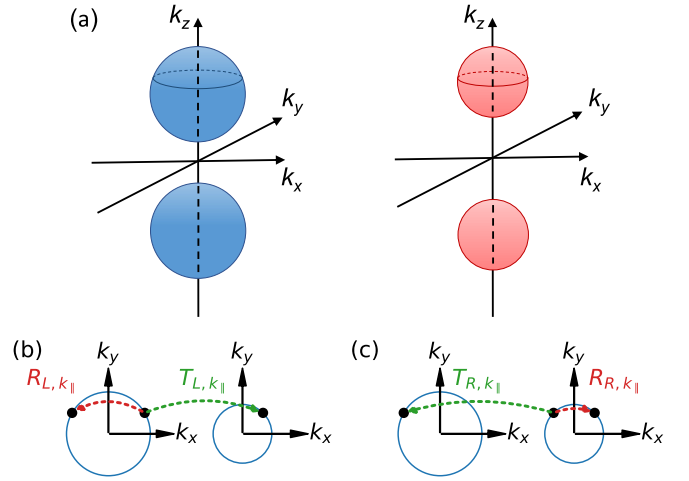 (a)
k_z
k_y
k_x
k_z
k_y
k_x
(b)
k_y
R_{L, k_∥}
T_{L, k_∥}
k_y
k_x
k_x
(c)
k_y
T_{R, k_∥}
k_y
R_{R, k_∥}
k_x
k_x